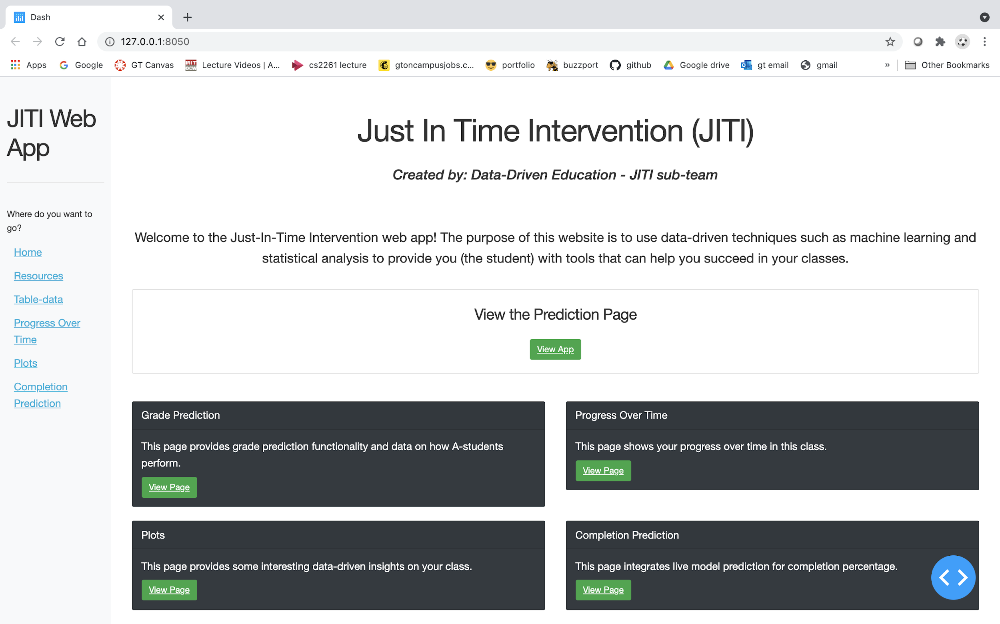 Dash
127.0.0.1:8050
Apps
Google
GT Canvas
MIT
OCW
Lecture Videos | A...
cs2261 lecture
gtoncampusjobs.c...
portfolio
buzzport
github
Google drive
gt email
gmail
»
Other Bookmarks
JITI Web
App
Where do you want to
go?
Home
Resources
Table-data
Progress Over
Time
Plots
Completion
Prediction
Just In Time Intervention (JITI)
Created by: Data-Driven Education - JITI sub-team
Welcome to the Just-In-Time Intervention web app! The purpose of this website is to use data-driven techniques such as machine learning and
statistical analysis to provide you (the student) with tools that can help you succeed in your classes.
View the Prediction Page
View App
Grade Prediction
This page provides grade prediction functionality and data on how A-students
perform.
View Page
Progress Over Time
This page shows your progress over time in this class.
View Page
Plots
This page provides some interesting data-driven insights on your class.
View Page
Completion Prediction
This page integrates live model prediction for completion percentage.
View Page